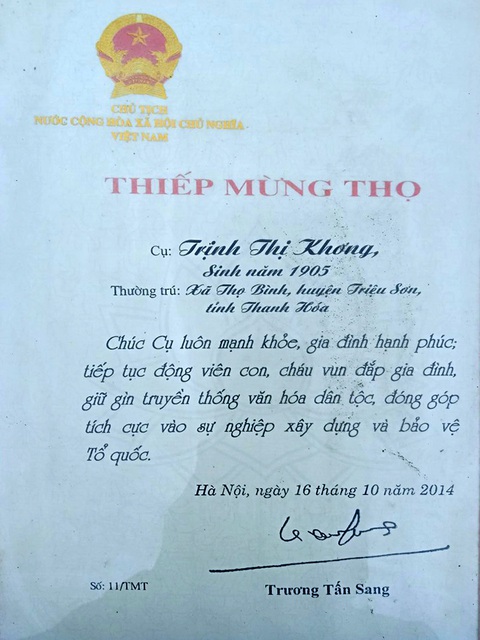 CHỦ TỊCH
NƯỚC CỘNG HÒA XÃ HỘI CHỦ NGHĨA
VIỆT NAM
THIẾP MỪNG THỌ
Cụ: Trịnh Thị Khơng,
Sinh năm 1905
Thường trú: Xã Thọ Bình, huyện Triệu Sơn,
tỉnh Thanh Hóa
Chúc Cụ luôn mạnh khỏe, gia đình hạnh phúc;
tiếp tục động viên con, cháu vun đắp gia đình,
giữ gìn truyền thống văn hóa dân tộc, đóng góp
tích cực vào sự nghiệp xây dựng và bảo vệ
Tổ quốc.
Hà Nội, ngày 16 tháng 10 năm 2014
Số: 11/TMT
Trương Tấn Sang